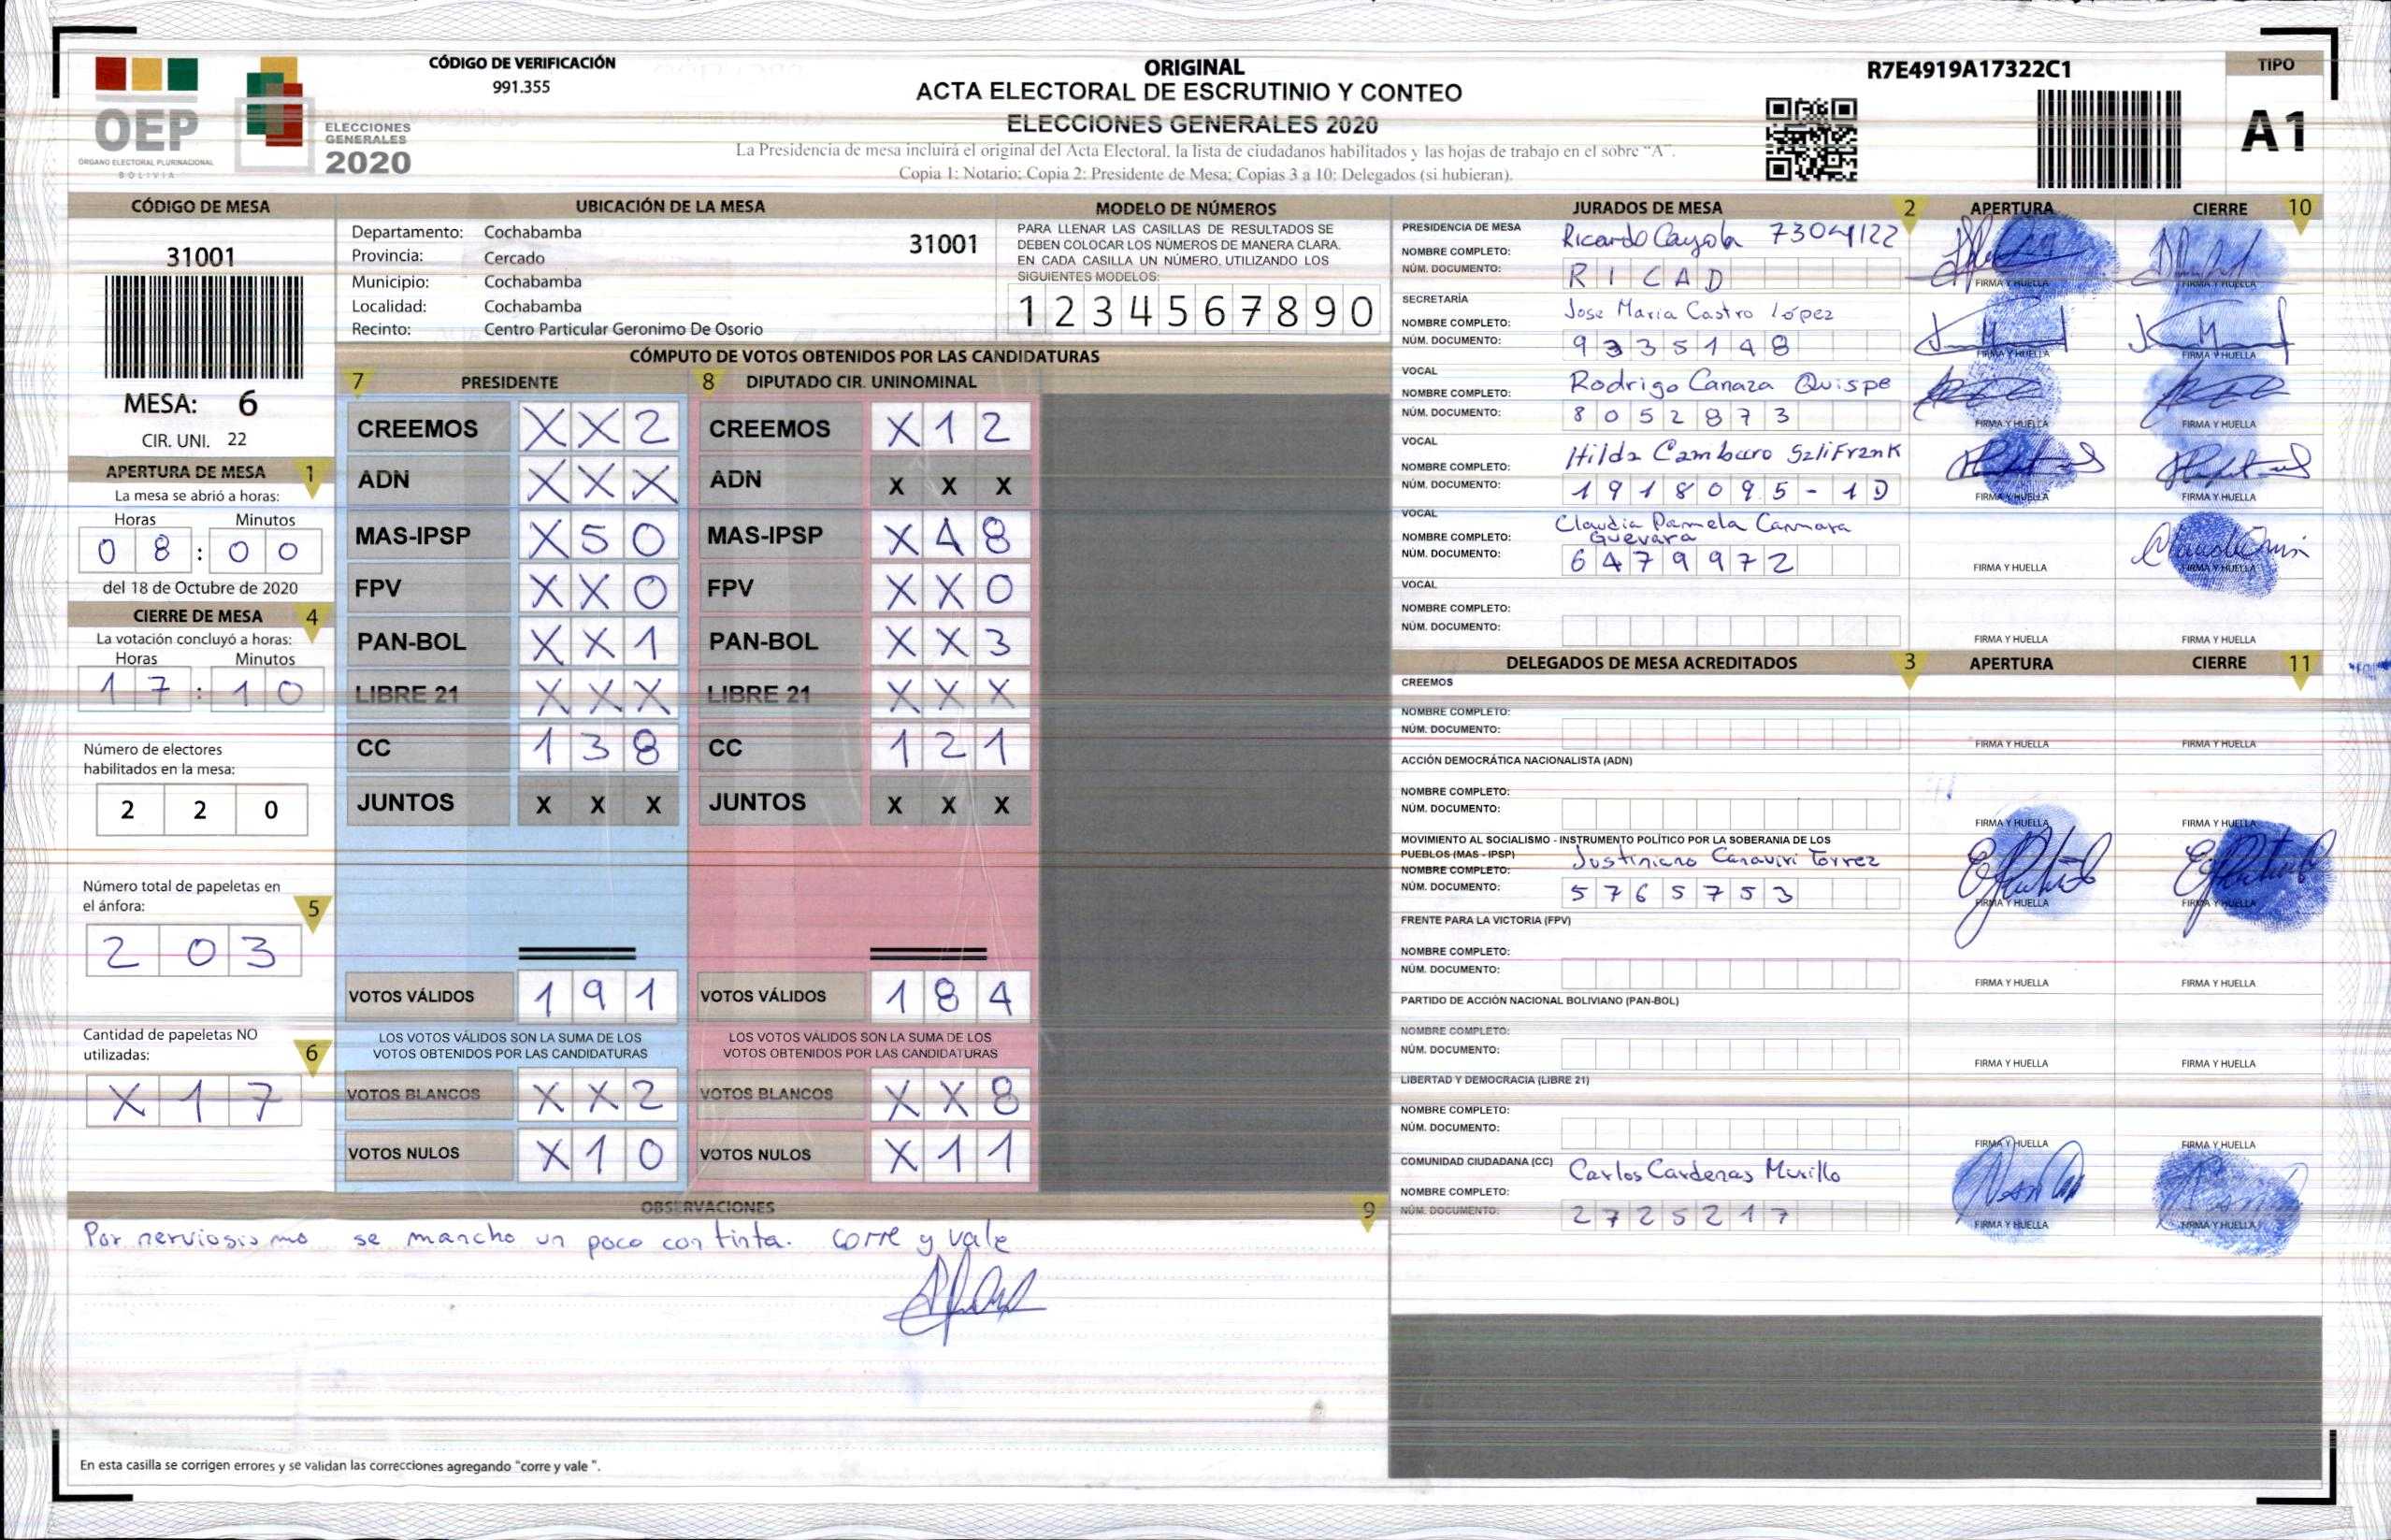 OEP
ÓRGANO ELECTORAL PLURINACIONAL
BOLIVIA
ELECCIONES
GENERALES
2020
CÓDIGO DE VERIFICACIÓN
991.355
ORIGINAL
ACTA ELECTORAL DE ESCRUTINIO Y CONTEO
ELECCIONES GENERALES 2020
La Presidencia de mesa incluirá el original del Acta Electoral, la lista de ciudadanos habilitados y las hojas de trabajo en el sobre “A”.
Copia 1: Notario; Copia 2: Presidente de Mesa; Copias 3 a 10: Delegados (si hubieran).
R7E4919A17322C1
TIPO
A1
CÓDIGO DE MESA
31001
MESA: 6
CIR. UNI. 22
APERTURA DE MESA 1
La mesa se abrió a horas:
Horas Minutos
0 8 : 0 0
del 18 de Octubre de 2020
CIERRE DE MESA 4
La votación concluyó a horas:
Horas Minutos
1 7 : 1 0
Número de electores
habilitados en la mesa:
2 2 0
Número total de papeletas en
el ánfora: 5
2 0 3
Cantidad de papeletas NO
utilizadas: 6
X 1 7
UBICACIÓN DE LA MESA
Departamento: Cochabamba 31001
Provincia: Cercado
Municipio: Cochabamba
Localidad: Cochabamba
Recinto: Centro Particular Geronimo De Osorio
MODELO DE NÚMEROS
PARA LLENAR LAS CASILLAS DE RESULTADOS SE
DEBEN COLOCAR LOS NÚMEROS DE MANERA CLARA.
EN CADA CASILLA UN NÚMERO, UTILIZANDO LOS
SIGUIENTES MODELOS:
1 2 3 4 5 6 7 8 9 0
CÓMPUTO DE VOTOS OBTENIDOS POR LAS CANDIDATURAS
7 PRESIDENTE 8 DIPUTADO CIR. UNINOMINAL
CREEMOS X X 2 CREEMOS X 1 2
ADN X X X ADN X X X
MAS-IPSP X 5 0 MAS-IPSP X 4 8
FPV X X 0 FPV X X 0
PAN-BOL X X 1 PAN-BOL X X 3
LIBRE 21 X X X LIBRE 21 X X X
CC 1 3 8 CC 1 2 1
JUNTOS X X X JUNTOS X X X
VOTOS VÁLIDOS 1 9 1 VOTOS VÁLIDOS 1 8 4
LOS VOTOS VÁLIDOS SON LA SUMA DE LOS LOS VOTOS VÁLIDOS SON LA SUMA DE LOS
VOTOS OBTENIDOS POR LAS CANDIDATURAS VOTOS OBTENIDOS POR LAS CANDIDATURAS
VOTOS BLANCOS X X 2 VOTOS BLANCOS X X 8
VOTOS NULOS X 1 0 VOTOS NULOS X 1 1
OBSERVACIONES 9
Por nerviosismo se mancho un poco con tinta. corre y vale
En esta casilla se corrigen errores y se validan las correcciones agregando "corre y vale ".
JURADOS DE MESA 2 APERTURA CIERRE 10
PRESIDENCIA DE MESA
NOMBRE COMPLETO: Ricardo Cayola 7304122
NÚM. DOCUMENTO: R I C A D
FIRMA Y HUELLA FIRMA Y HUELLA
SECRETARÍA
NOMBRE COMPLETO: Jose Maria Castro López
NÚM. DOCUMENTO: 9 3 3 5 1 4 8
FIRMA Y HUELLA FIRMA Y HUELLA
VOCAL
NOMBRE COMPLETO: Rodrigo Canaza Quispe
NÚM. DOCUMENTO: 8 0 5 2 8 7 3
FIRMA Y HUELLA FIRMA Y HUELLA
VOCAL
NOMBRE COMPLETO: Hilda Camburo
NÚM. DOCUMENTO: 1 9 1 8 0 9 5 - 1 D
FIRMA Y HUELLA FIRMA Y HUELLA
VOCAL
NOMBRE COMPLETO: Claudia Pamela Camara
Guevara
NÚM. DOCUMENTO: 6 4 7 9 9 7 2
FIRMA Y HUELLA FIRMA Y HUELLA
VOCAL
NOMBRE COMPLETO:
NÚM. DOCUMENTO:
FIRMA Y HUELLA FIRMA Y HUELLA
DELEGADOS DE MESA ACREDITADOS 3 APERTURA CIERRE 11
CREEMOS
NOMBRE COMPLETO:
NÚM. DOCUMENTO:
FIRMA Y HUELLA FIRMA Y HUELLA
ACCIÓN DEMOCRÁTICA NACIONALISTA (ADN)
NOMBRE COMPLETO:
NÚM. DOCUMENTO:
FIRMA Y HUELLA FIRMA Y HUELLA
MOVIMIENTO AL SOCIALISMO - INSTRUMENTO POLÍTICO POR LA SOBERANIA DE LOS
PUEBLOS (MAS - IPSP) Justiniano Canaviri Torrez
NOMBRE COMPLETO:
NÚM. DOCUMENTO: 5 7 6 5 7 5 3
FIRMA Y HUELLA FIRMA Y HUELLA
FRENTE PARA LA VICTORIA (FPV)
NOMBRE COMPLETO:
NÚM. DOCUMENTO:
FIRMA Y HUELLA FIRMA Y HUELLA
PARTIDO DE ACCIÓN NACIONAL BOLIVIANO (PAN-BOL)
NOMBRE COMPLETO:
NÚM. DOCUMENTO:
FIRMA Y HUELLA FIRMA Y HUELLA
LIBERTAD Y DEMOCRACIA (LIBRE 21)
NOMBRE COMPLETO:
NÚM. DOCUMENTO:
FIRMA Y HUELLA FIRMA Y HUELLA
COMUNIDAD CIUDADANA (CC) Carlos Cardenas Murillo
NOMBRE COMPLETO:
NÚM. DOCUMENTO: 2 7 2 5 2 1 7
FIRMA Y HUELLA FIRMA Y HUELLA